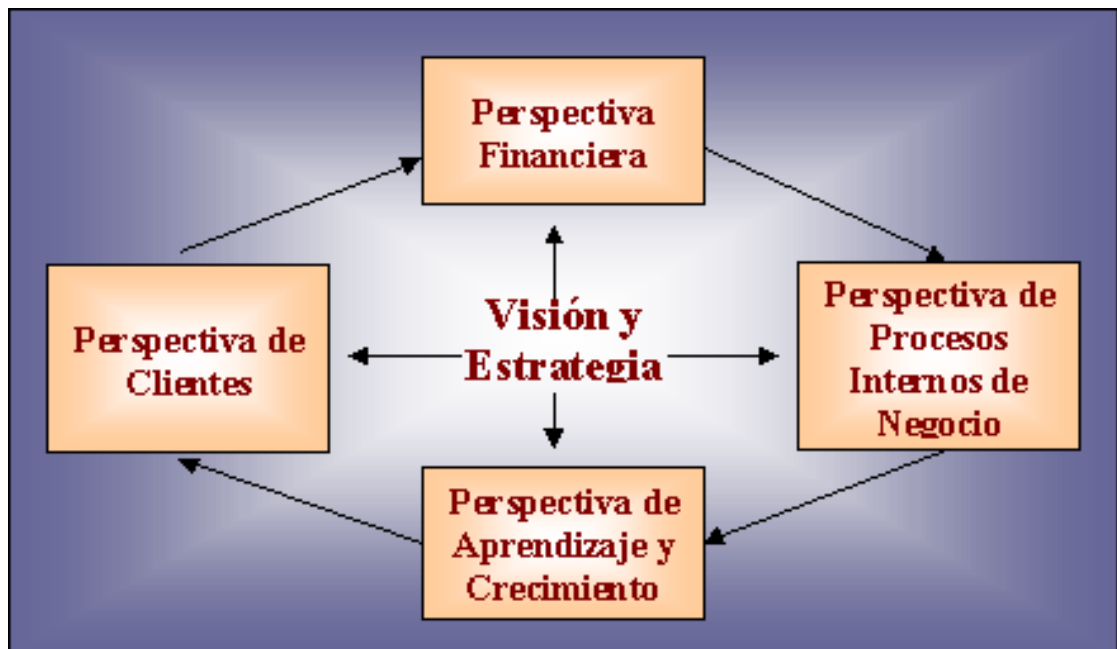 Perspectiva
Financiera
Visión y
Estrategia
Perspectiva de
Clientes
Perspectiva de
Procesos
Internos de
Negocio
Perspectiva de
Aprendizaje y
Crecimiento